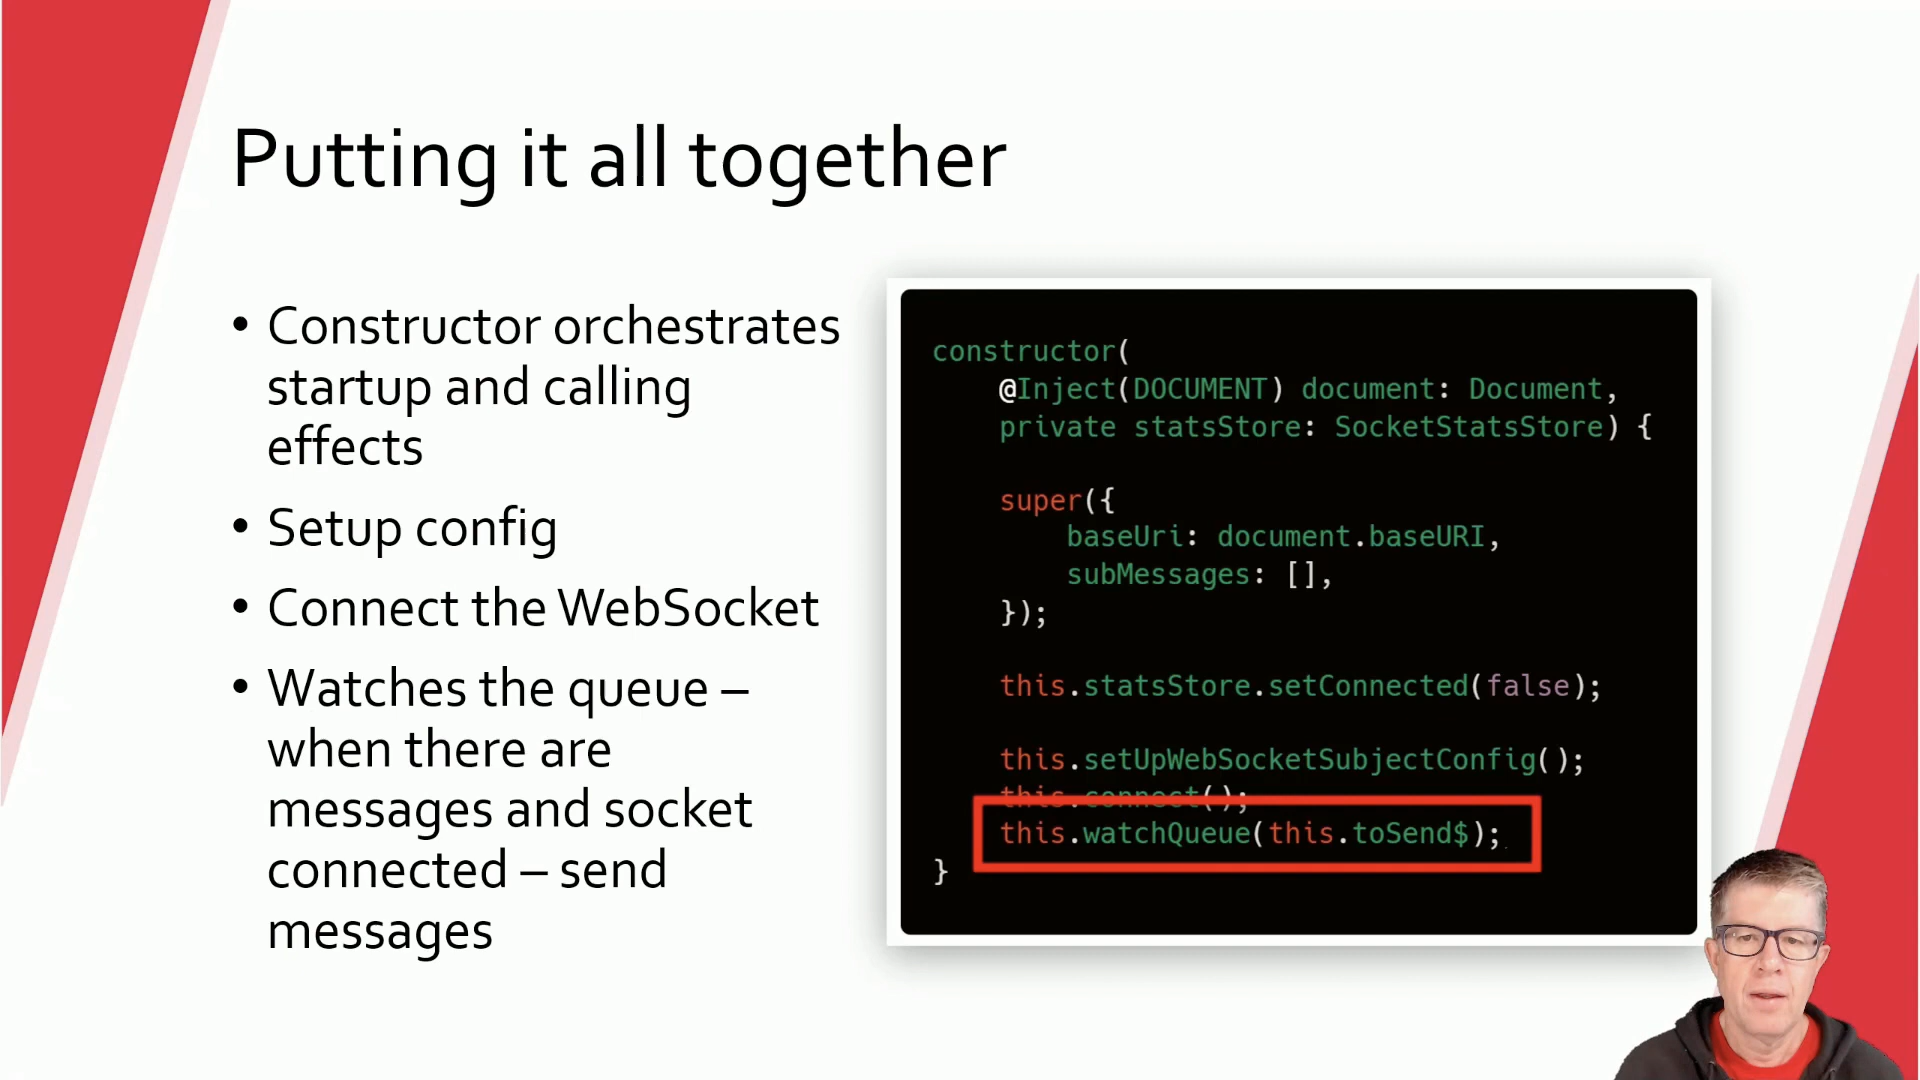 Putting it all together
• Constructor orchestrates
startup and calling
effects
• Setup config
• Connect the WebSocket
• Watches the queue –
when there are
messages and socket
connected – send
messages
constructor(
@Inject(DOCUMENT) document: Document,
private statsStore: SocketStatsStore) {
super({
baseUri: document.baseURI,
subMessages: [],
});
this.statsStore.setConnected(false);
this.setUpWebSocketSubjectConfig();
this.connect();
this.watchQueue(this.toSend$);
}